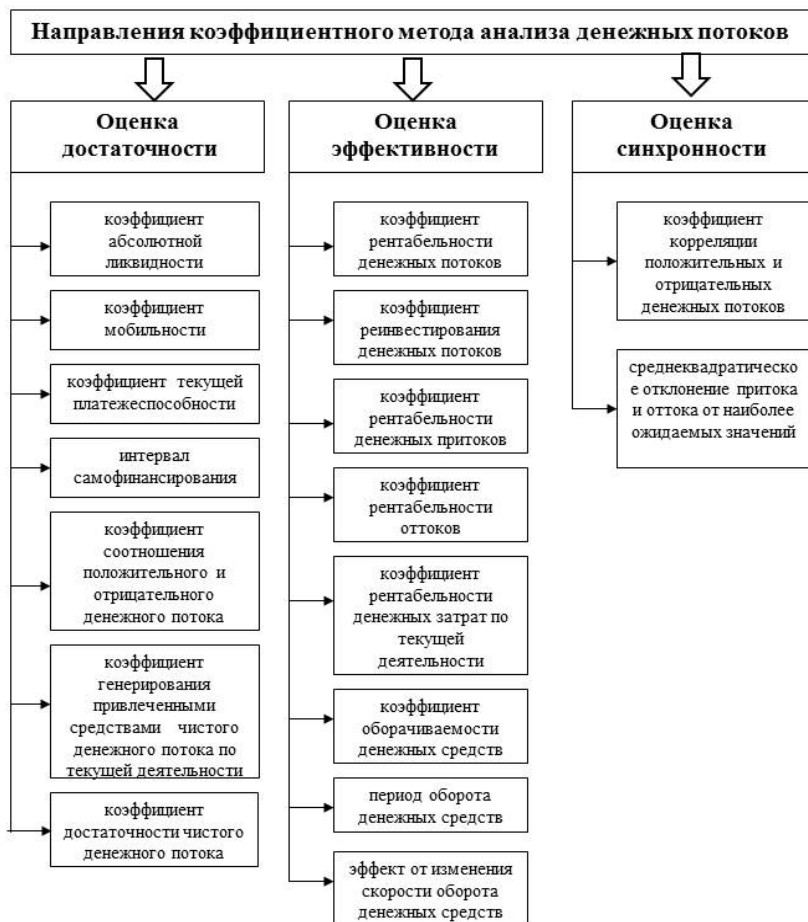 Направления коэффициентного метода анализа денежных потоков
Оценка
достаточности
коэффициент
абсолютной
ликвидности
коэффициент
мобильности
коэффициент текущей
платежеспособности
интервал
самофинансирования
коэффициент
соотношения
положительного и
отрицательного
денежного потока
коэффициент
генерирования
привлеченными
средствами чистого
денежного потока по
текущей деятельности
коэффициент
достаточности чистого
денежного потока
Оценка
эффективности
коэффициент
рентабельности
денежных потоков
коэффициент
реинвестирования
денежных потоков
коэффициент
рентабельности
денежных притоков
коэффициент
рентабельности
оттоков
коэффициент
рентабельности
денежных затрат по
текущей
деятельности
коэффициент
оборачиваемости
денежных средств
период оборота
денежных средств
эффект от изменения
скорости оборота
денежных средств
Оценка
синхронности
коэффициент
корреляции
положительных и
отрицательных
денежных потоков
среднеквадратическо
е отклонение притока
и оттока от наиболее
ожидаемых значений